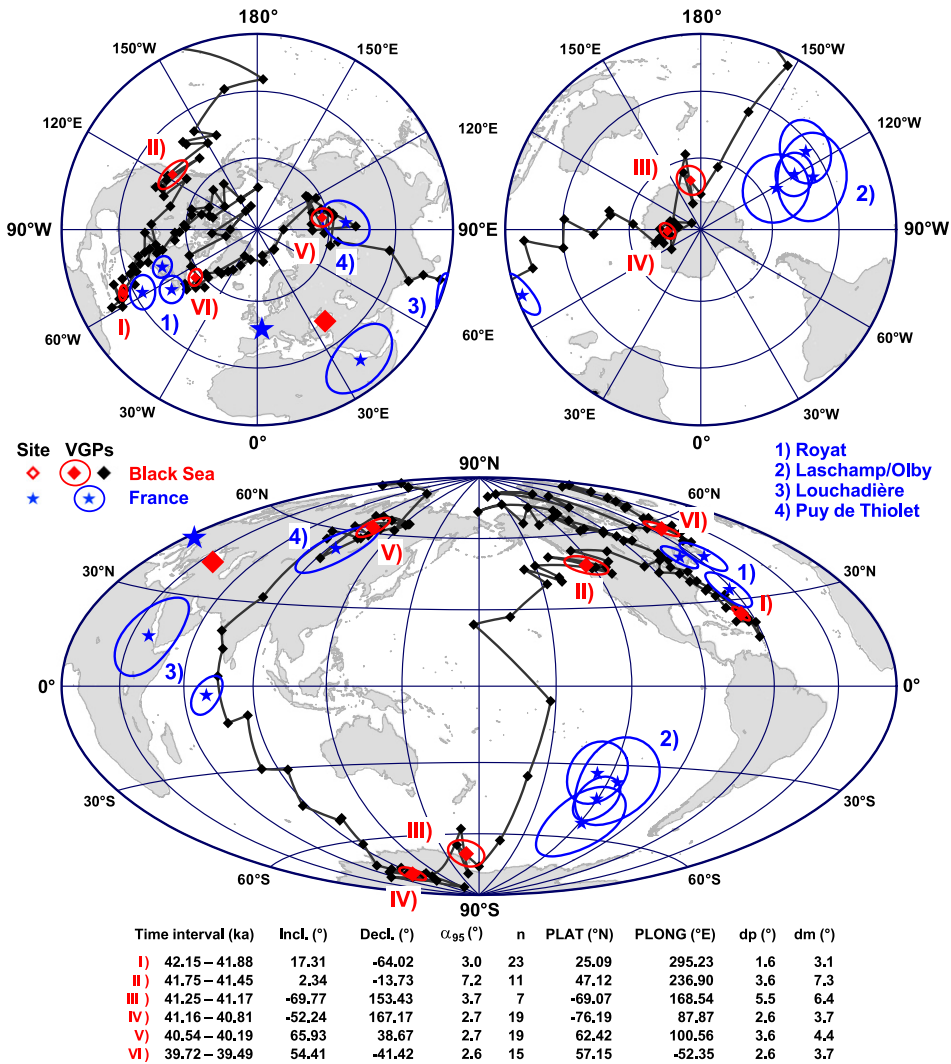 180°
150°W
150°E
120°E
120°W
90°W
90°E
60°W
60°E
30°W
30°E
0°
II)
V)
4)
VI)
I)
1)
3)
180°
150°W
150°E
120°E
120°W
90°E
90°W
60°E
60°W
30°E
30°W
0°
III)
IV)
2)
Site VGPs
Black Sea
France
1) Royat
2) Laschamp/Olby
3) Louchadière
4) Puy de Thiolet
90°N
60°N
60°N
30°N
30°N
0°
0°
30°S
30°S
60°S
60°S
90°S
4)
V)
VI)
1)
II)
I)
3)
2)
III)
IV)
Time interval (ka) Incl. (°) Decl. (°) α95 (°) n PLAT (°N) PLONG (°E) dp (°) dm (°)
I) 42.15 – 41.88 17.31 -64.02 3.0 23 25.09 295.23 1.6 3.1
II) 41.75 – 41.45 2.34 -13.73 7.2 11 47.12 236.90 3.6 7.3
III) 41.25 – 41.17 -69.77 153.43 3.7 7 -69.07 168.54 5.5 6.4
IV) 41.16 – 40.81 -52.24 167.17 2.7 19 -76.19 87.87 2.6 3.7
V) 40.54 – 40.19 65.93 38.67 2.7 19 62.42 100.56 3.6 4.4
VI) 39.72 – 39.49 54.41 -41.42 2.6 15 57.15 -52.35 2.6 3.7